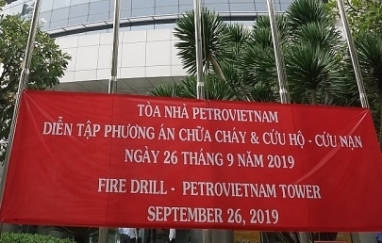 TÒA NHÀ PETROVIETNAM
DIỄN TẬP PHƯƠNG ÁN CHỮA CHÁY & CỨU HỘ - CỨU NẠN
NGÀY 26 THÁNG 9 NĂM 2019
FIRE DRILL - PETROVIETNAM TOWER
SEPTEMBER 26, 2019